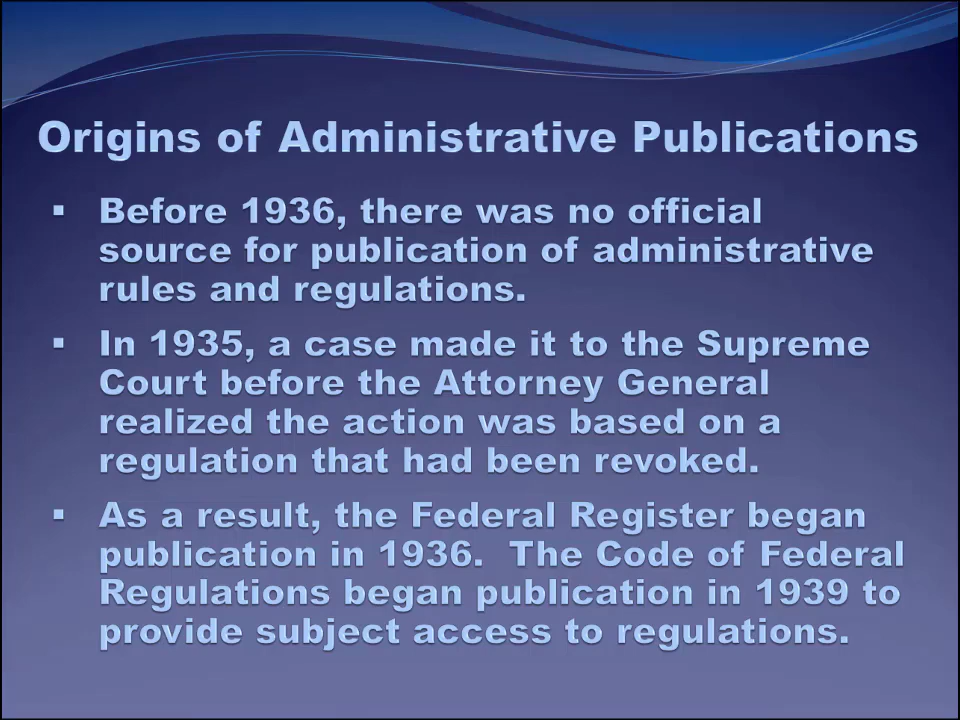 Origins of Administrative Publications
▪ Before 1936, there was no official
source for publication of administrative
rules and regulations.
▪ In 1935, a case made it to the Supreme
Court before the Attorney General
realized the action was based on a
regulation that had been revoked.
▪ As a result, the Federal Register began
publication in 1936.  The Code of Federal
Regulations began publication in 1939 to
provide subject access to regulations.